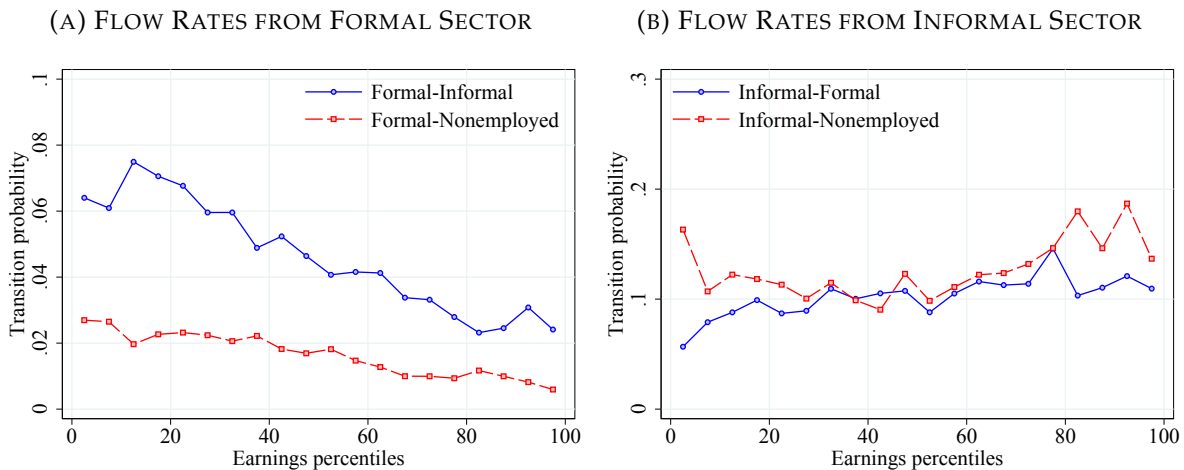 (A) FLOW RATES FROM FORMAL SECTOR
Transition probability
.1
.08
.06
.04
.02
0
Formal-Informal
Formal-Nonemployed
0 20 40 60 80 100
Earnings percentiles
(B) FLOW RATES FROM INFORMAL SECTOR
Transition probability
.3
.2
.1
0
Informal-Formal
Informal-Nonemployed
0 20 40 60 80 100
Earnings percentiles